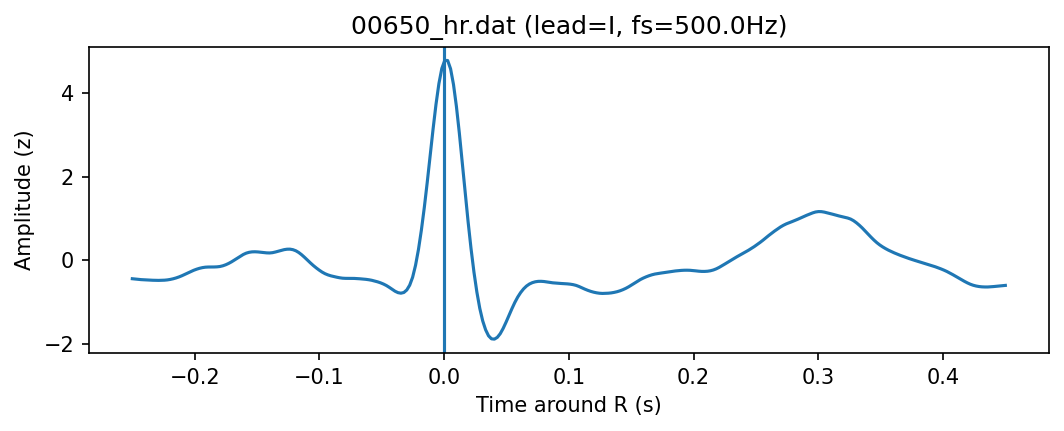 00650_hr.dat (lead=I, fs=500.0Hz)
Amplitude (z)
4
2
0
−2
−0.2 −0.1 0.0 0.1 0.2 0.3 0.4
Time around R (s)